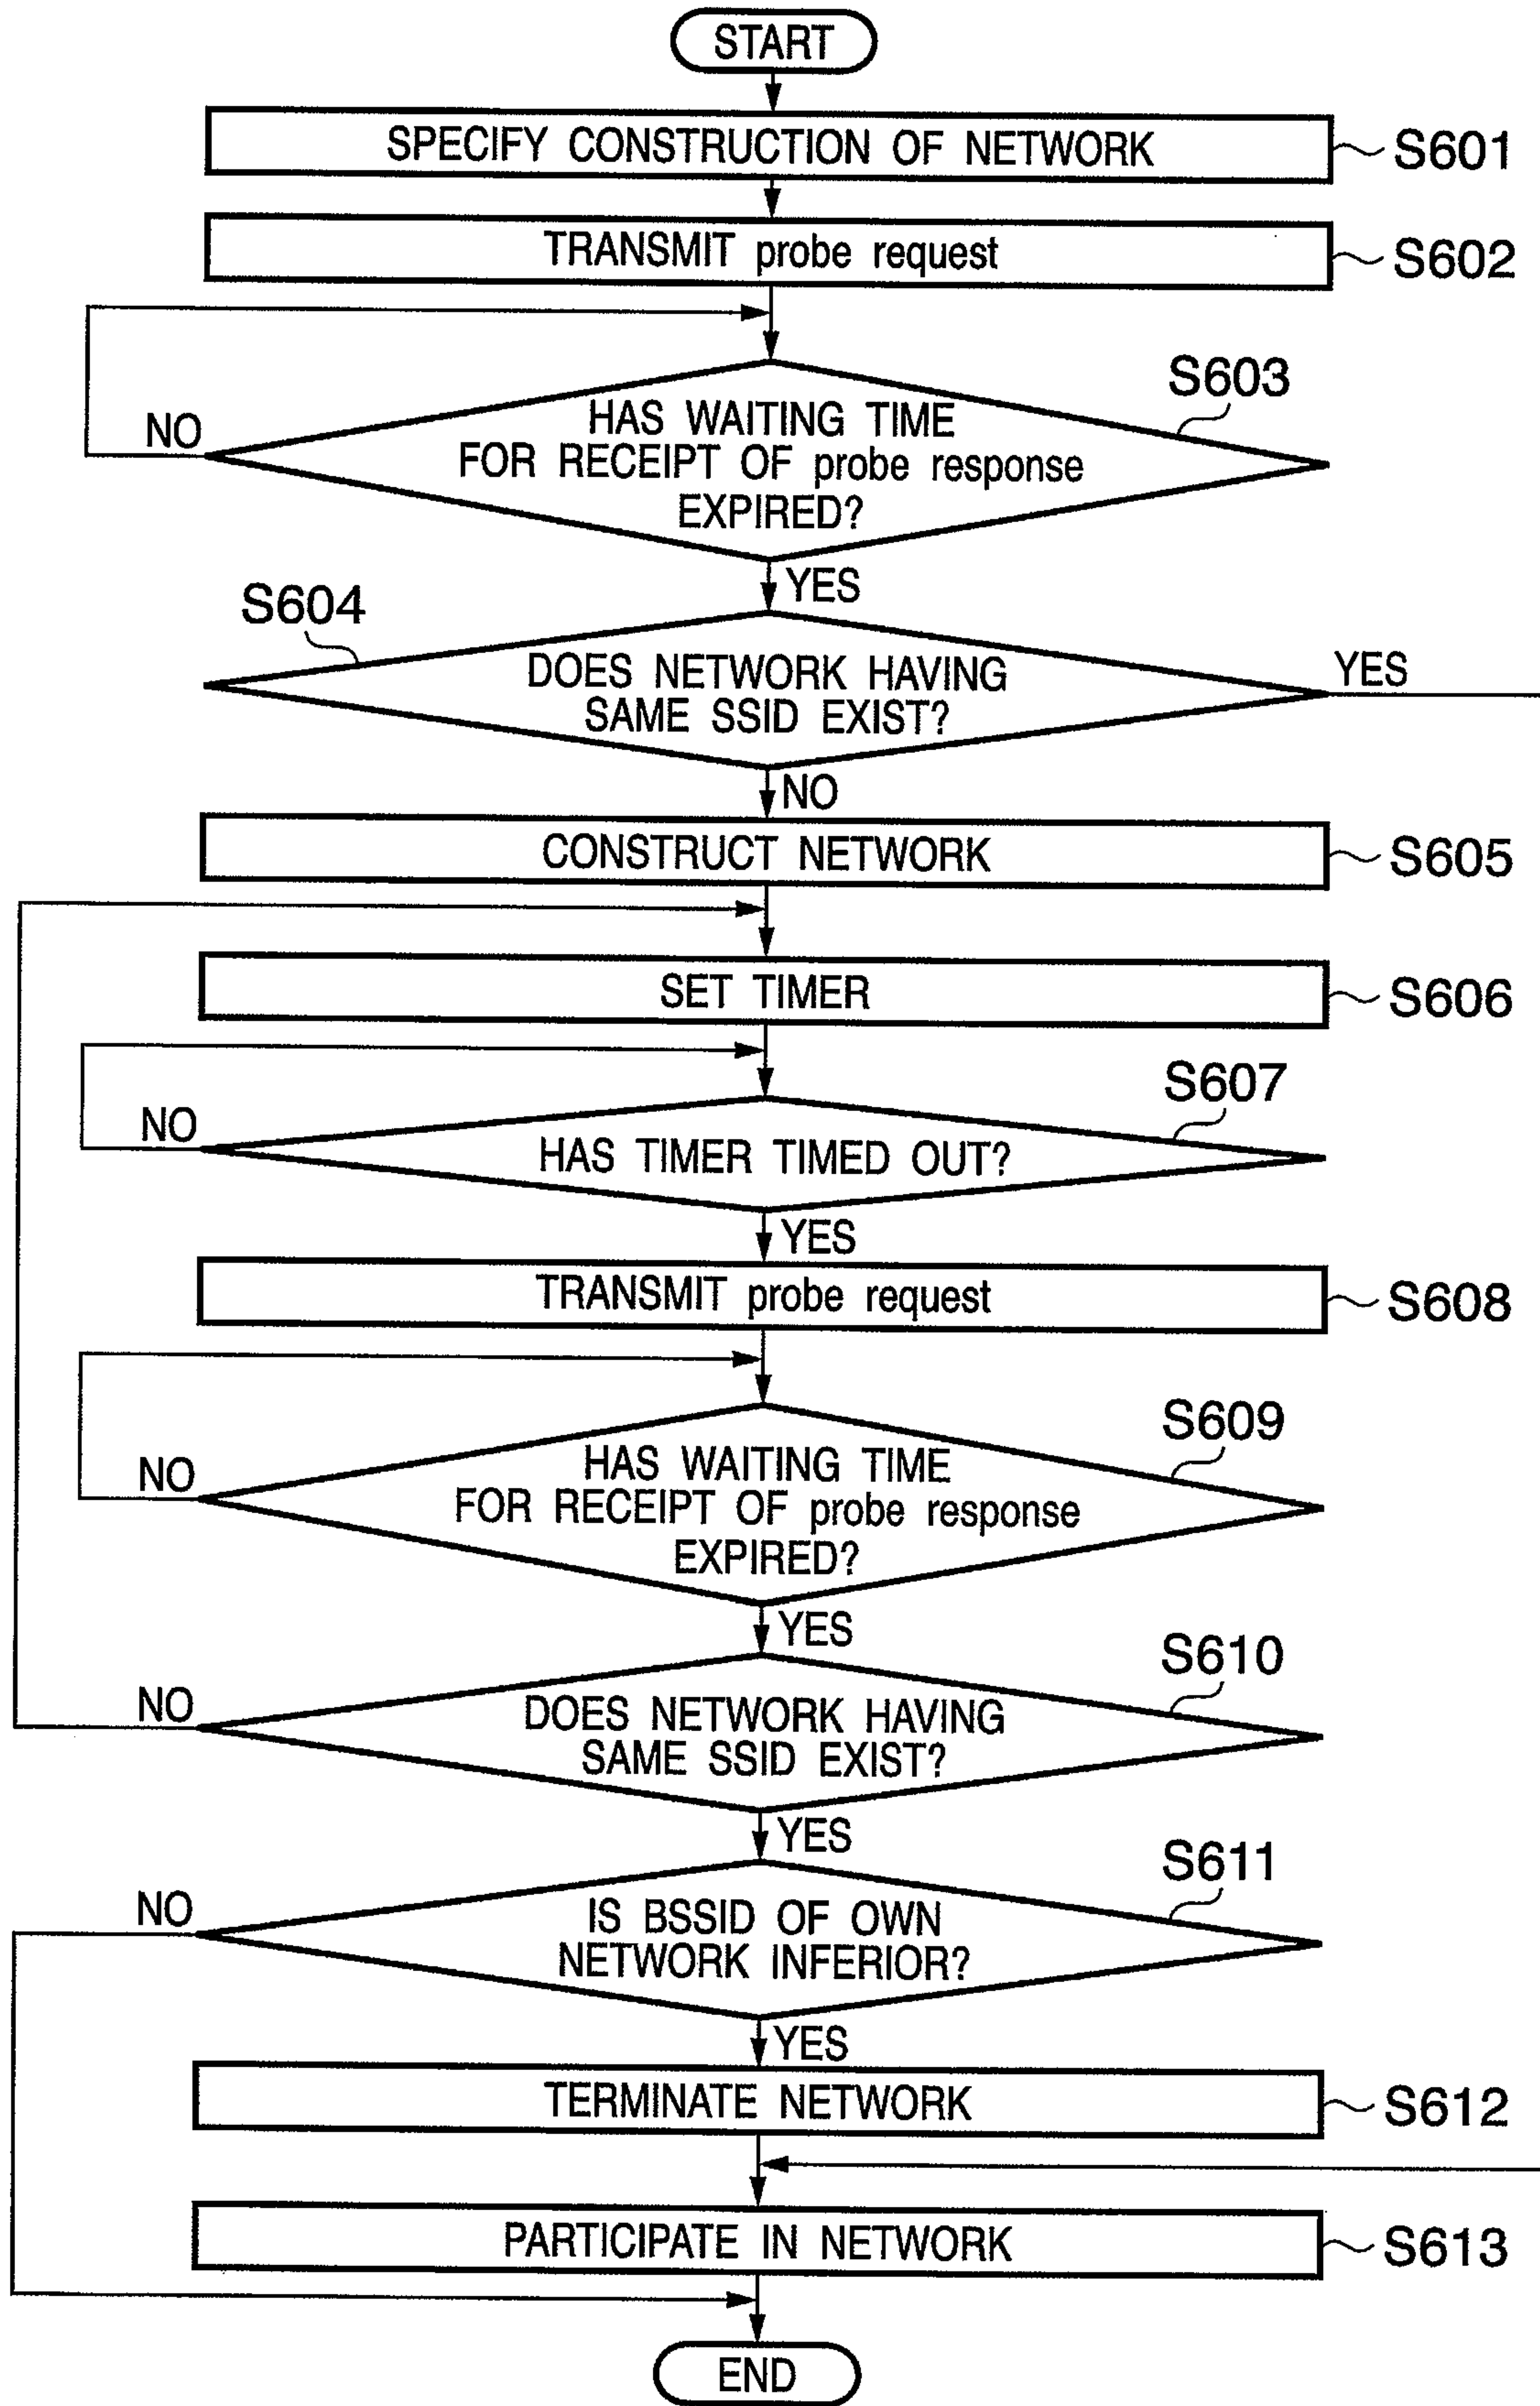 START
SPECIFY CONSTRUCTION OF NETWORK
S601
TRANSMIT probe request
S602
S603
HAS WAITING TIME
FOR RECEIPT OF probe response
EXPIRED?
NO
YES
S604
DOES NETWORK HAVING
SAME SSID EXIST?
YES
NO
CONSTRUCT NETWORK
S605
SET TIMER
S606
S607
HAS TIMER TIMED OUT?
NO
YES
TRANSMIT probe request
S608
S609
HAS WAITING TIME
FOR RECEIPT OF probe response
EXPIRED?
NO
YES
S610
DOES NETWORK HAVING
SAME SSID EXIST?
NO
YES
S611
IS BSSID OF OWN
NETWORK INFERIOR?
NO
YES
TERMINATE NETWORK
S612
PARTICIPATE IN NETWORK
S613
END